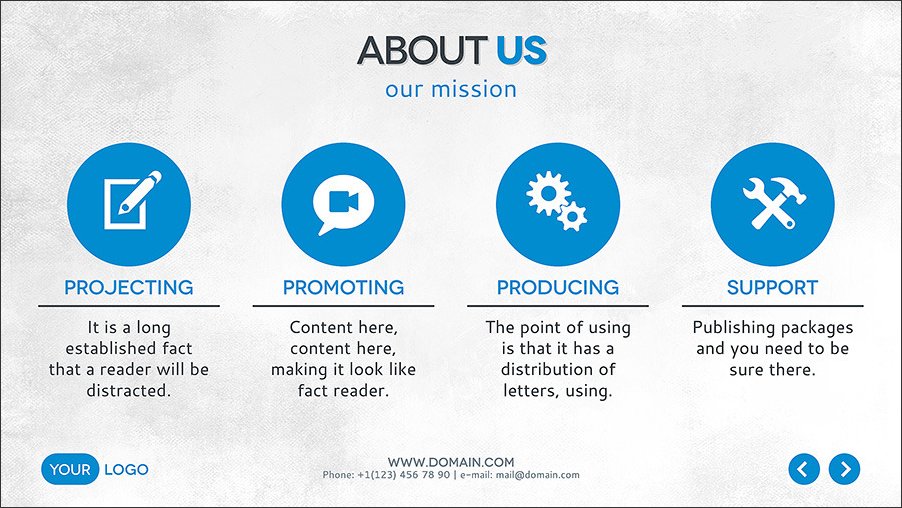 ABOUT US
our mission
PROJECTING
It is a long
established fact
that a reader will be
distracted.
PROMOTING
Content here,
content here,
making it look like
fact reader.
PRODUCING
The point of using
is that it has a
distribution of
letters, using.
SUPPORT
Publishing packages
and you need to be
sure there.
YOUR LOGO
WWW.DOMAIN.COM
Phone: +1(123) 456 78 90 | e-mail: mail@domain.com